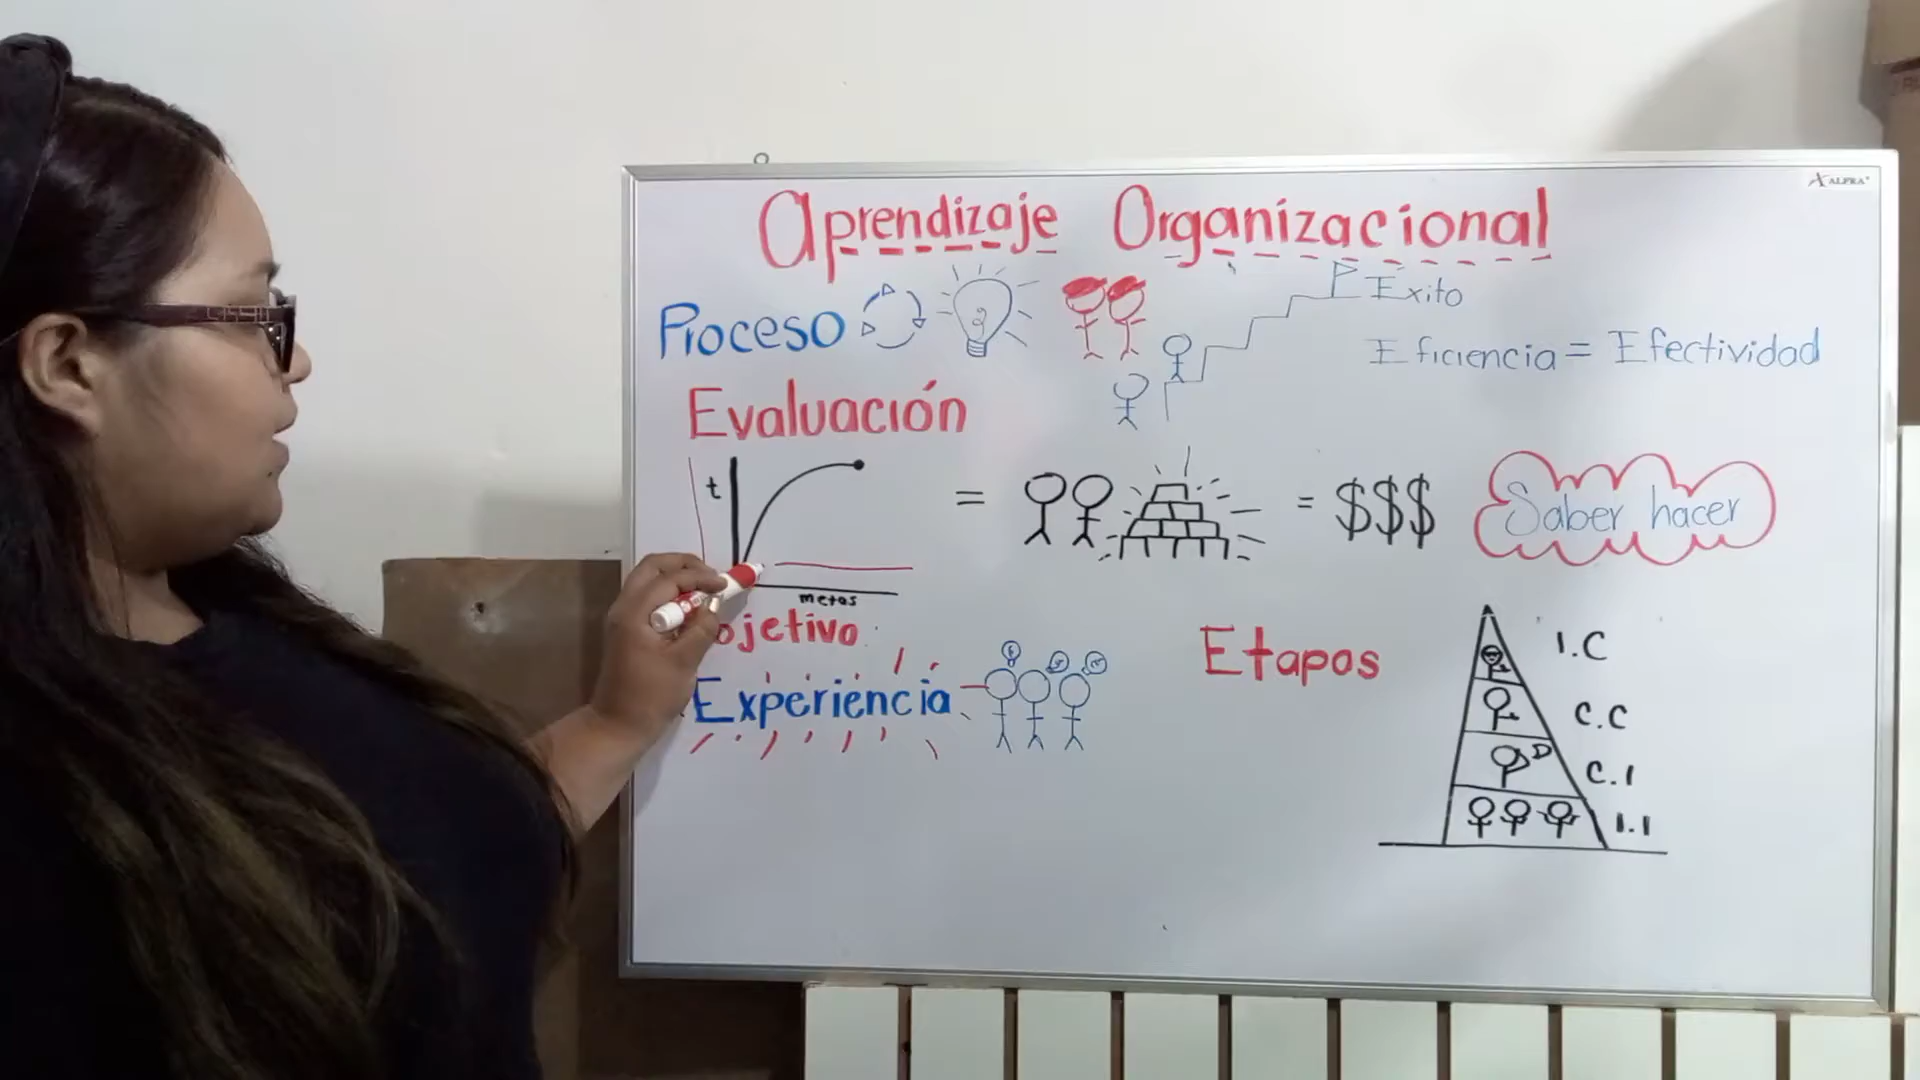 ALFRA
Aprendizaje Organizacional
Proceso
Éxito
Eficiencia = Efectividad
Evaluación
t
= = $$$
Saber hacer
metas
ojetivo
Etapas
Experiencia
I.C
C.C
C.I
I.I